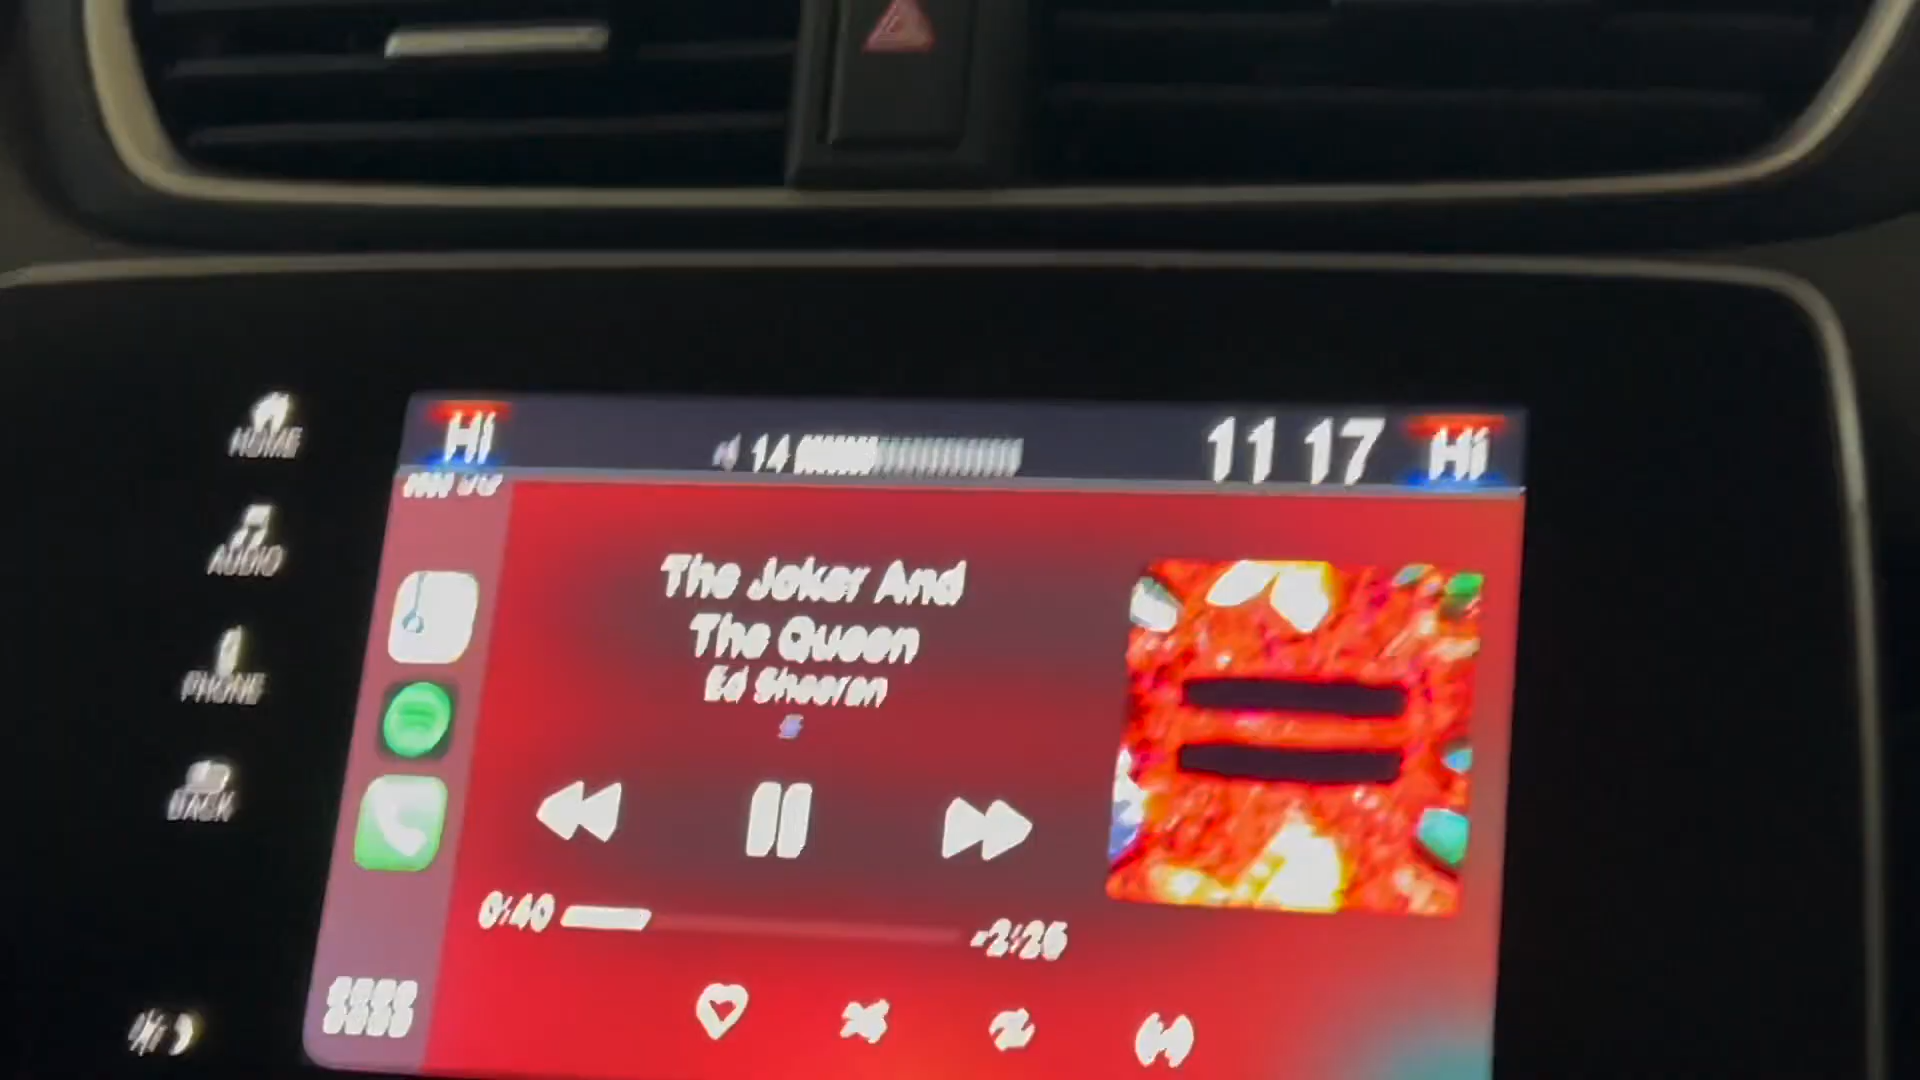 Hi
14
11 17
Hi
HOME
AUDIO
PHONE
BACK
The Joker And
The Queen
Ed Sheeran
0:40
-2:25